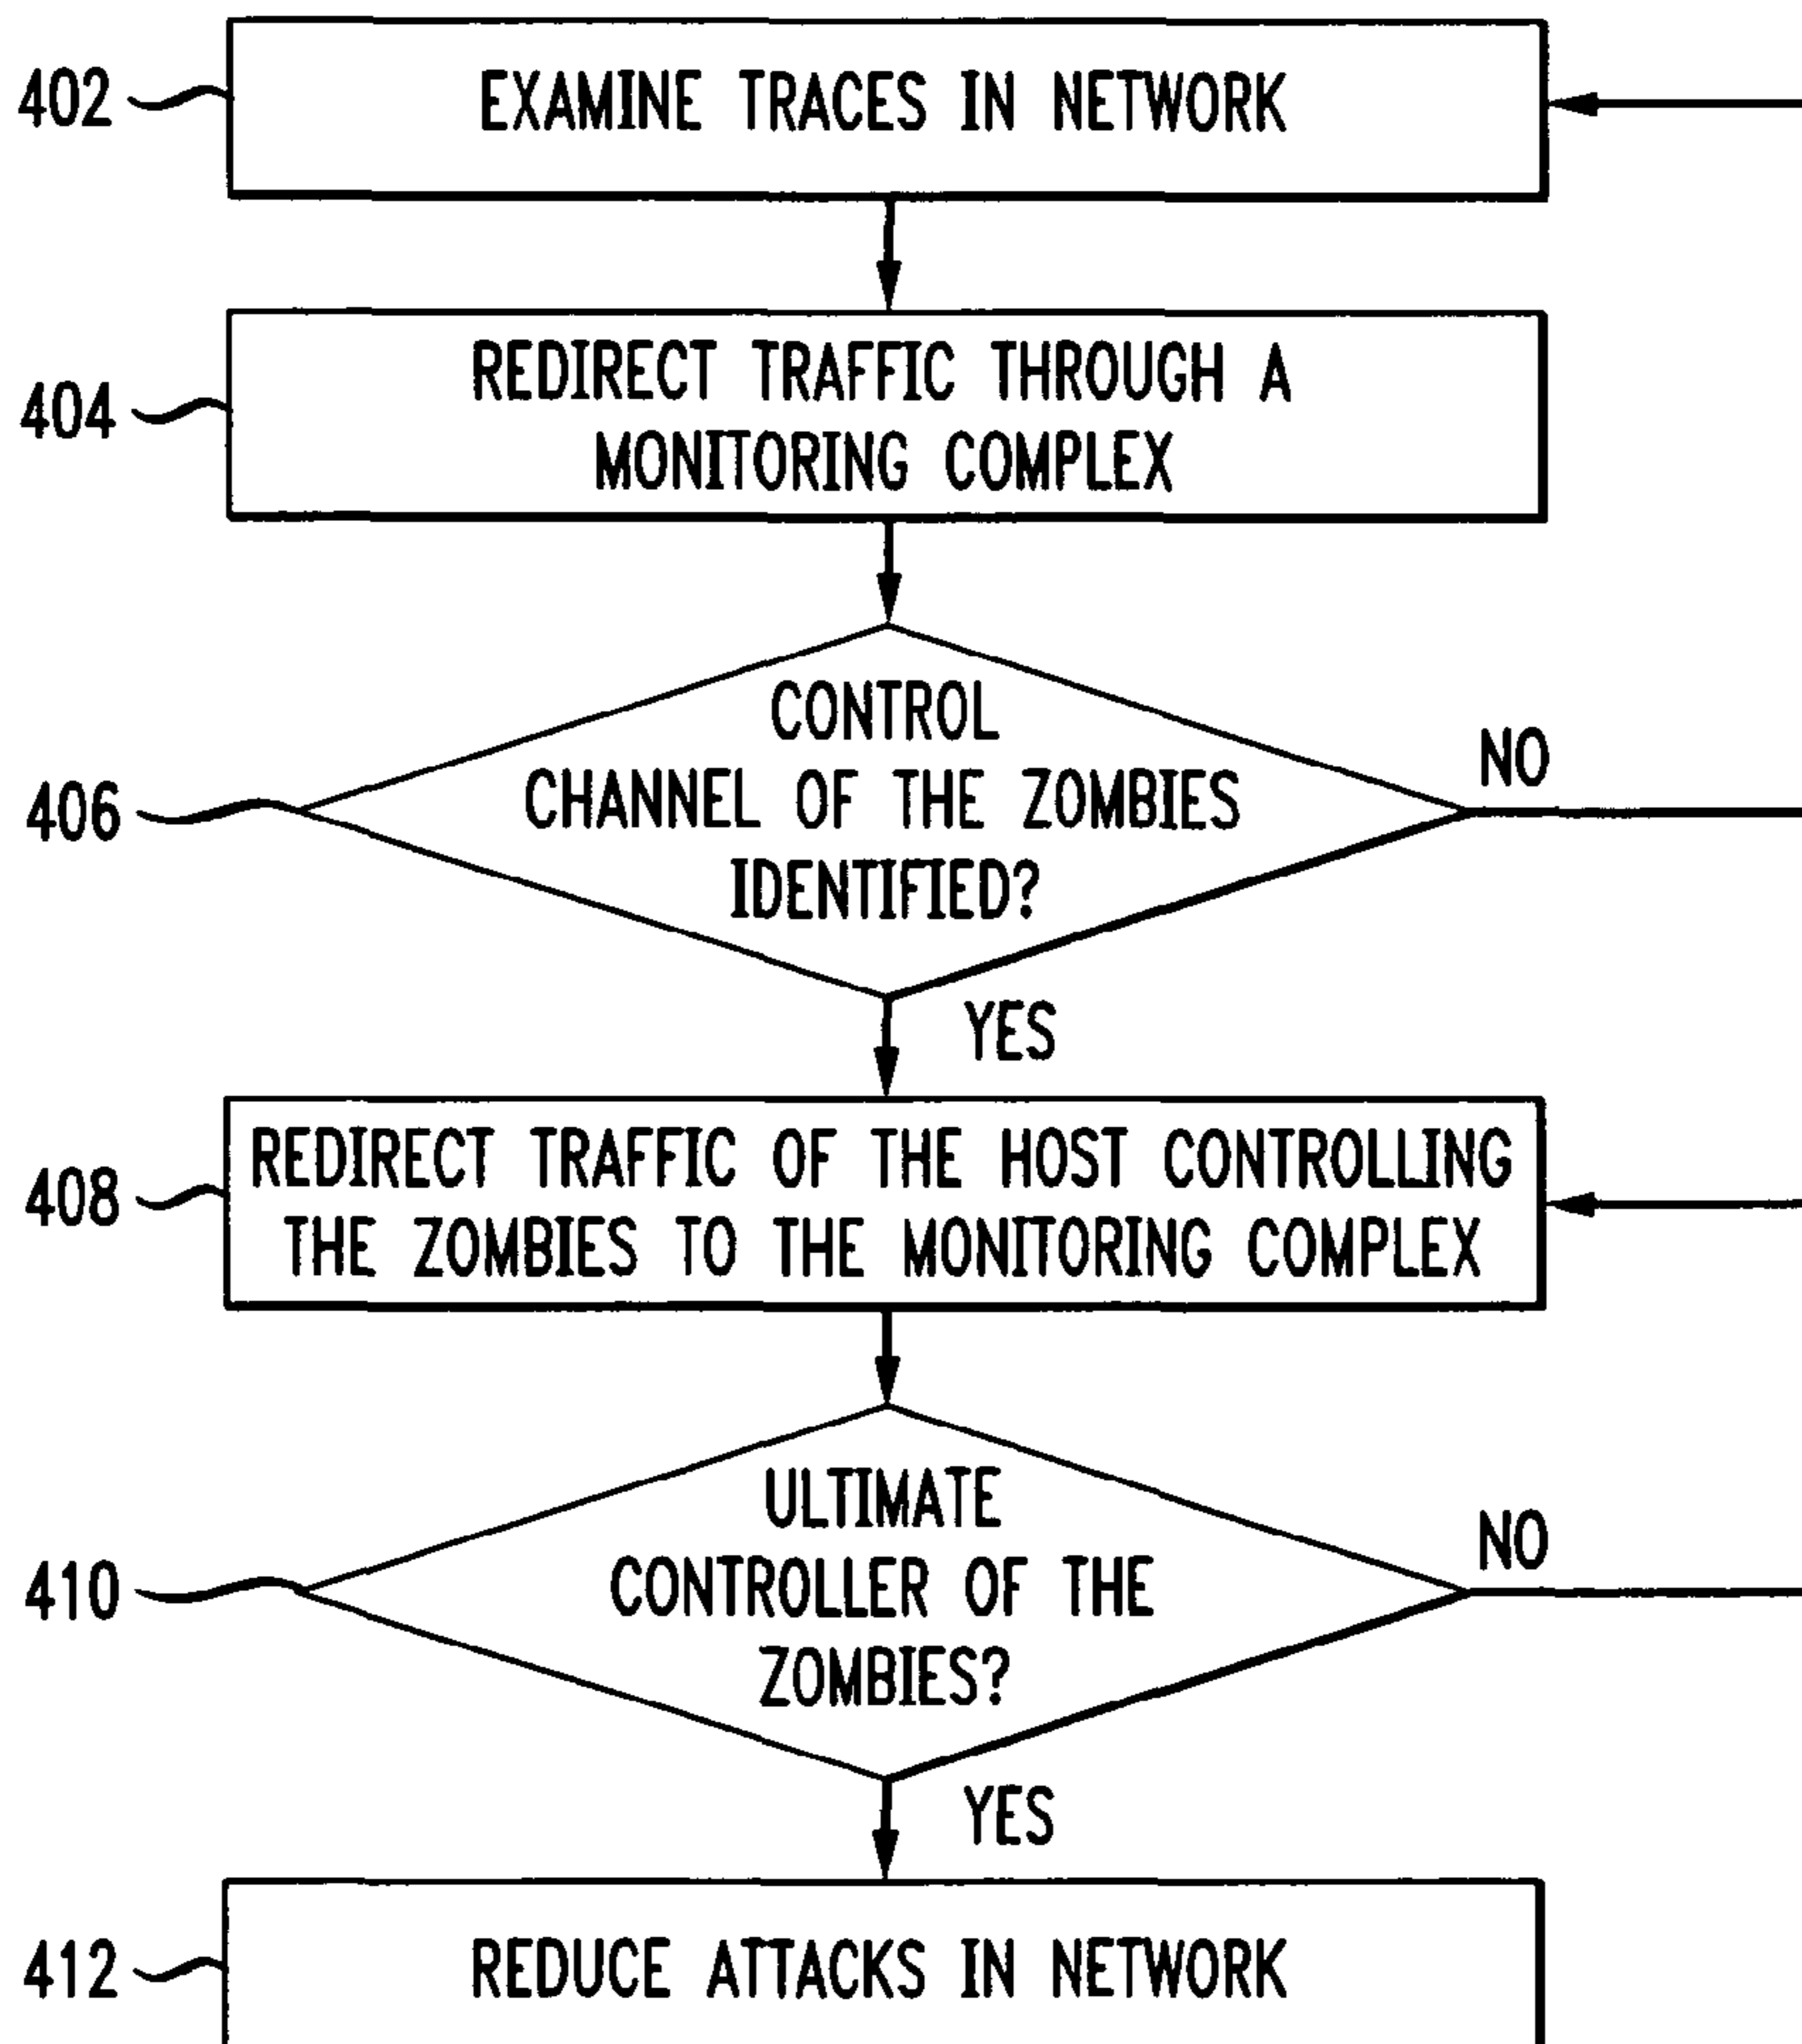 402
EXAMINE TRACES IN NETWORK
404
REDIRECT TRAFFIC THROUGH A
MONITORING COMPLEX
406
CONTROL
CHANNEL OF THE ZOMBIES
IDENTIFIED?
NO
YES
408
REDIRECT TRAFFIC OF THE HOST CONTROLLING
THE ZOMBIES TO THE MONITORING COMPLEX
410
ULTIMATE
CONTROLLER OF THE
ZOMBIES?
NO
YES
412
REDUCE ATTACKS IN NETWORK